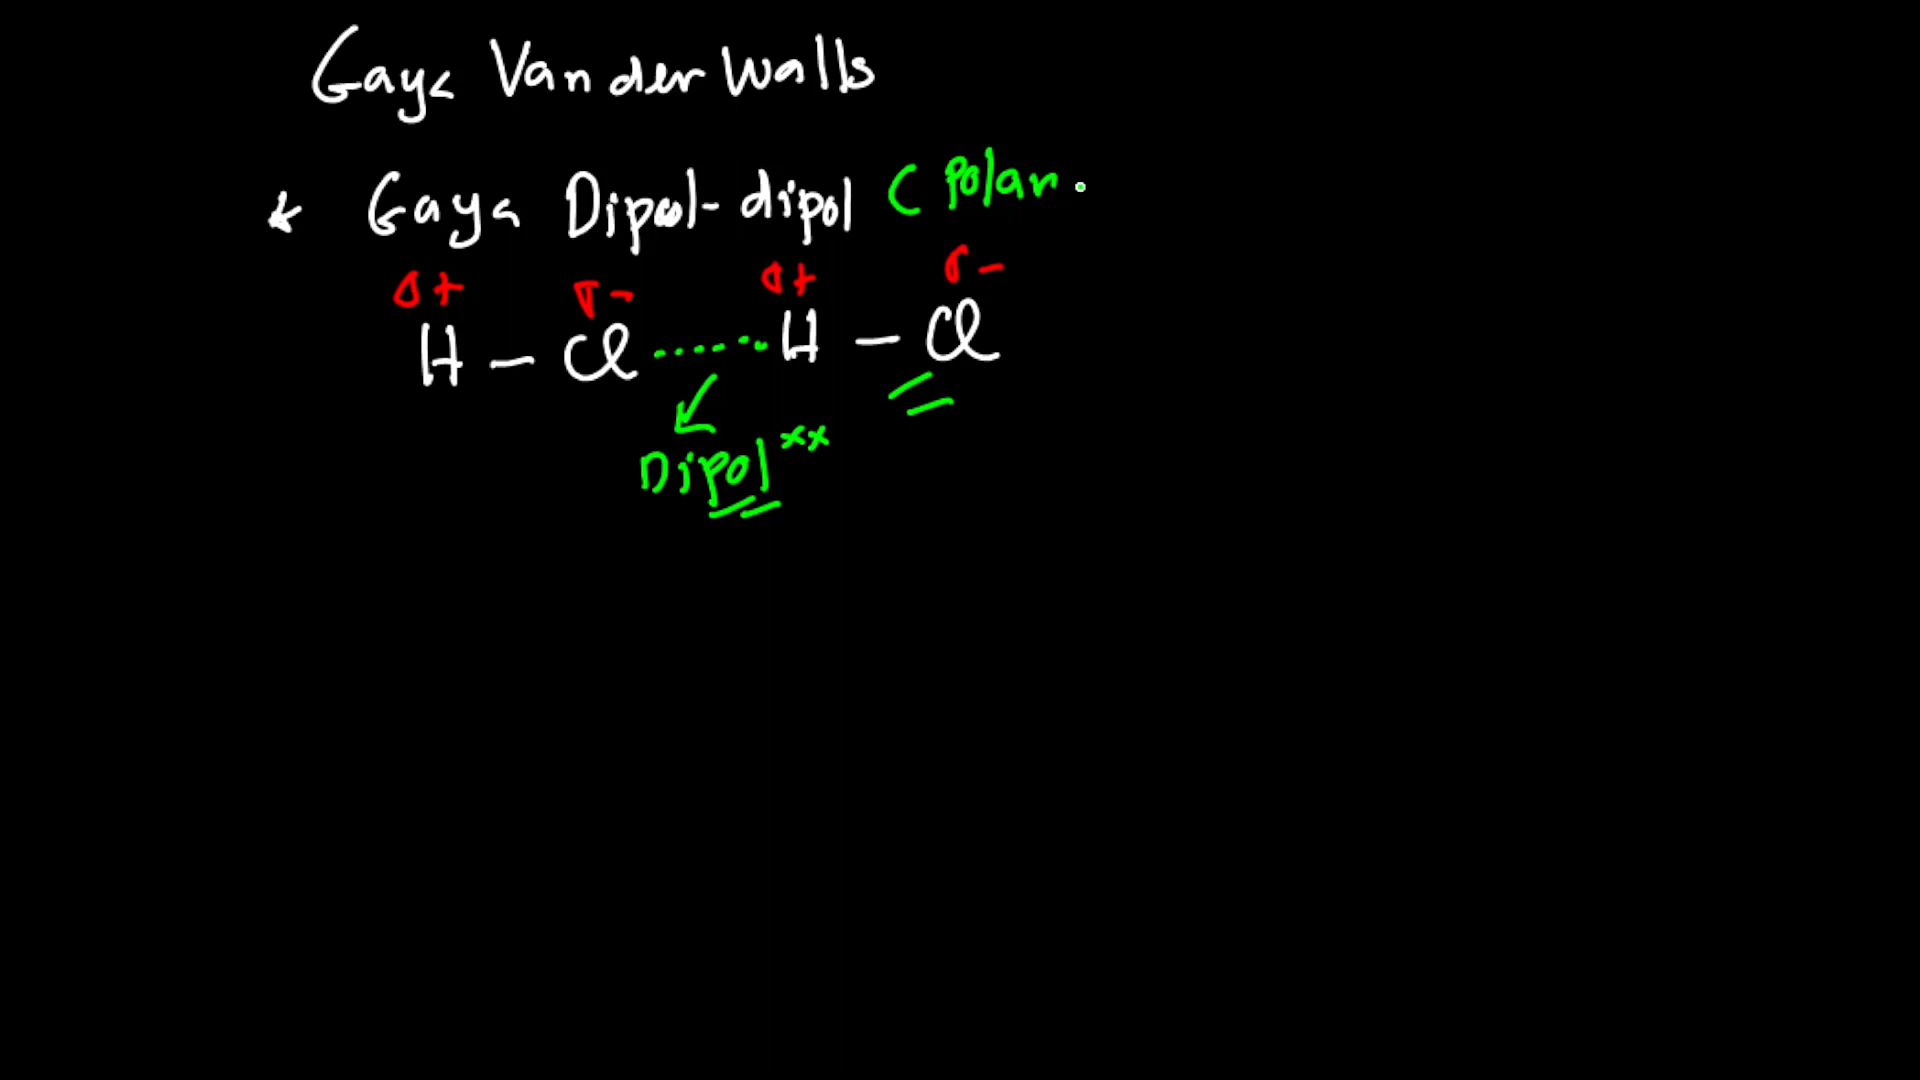 Gaya Van der Walls
* Gaya Dipol-dipol ( Polar
δ+ δ- δ+ δ-
H - Cl ...... H - Cl
Dipol **